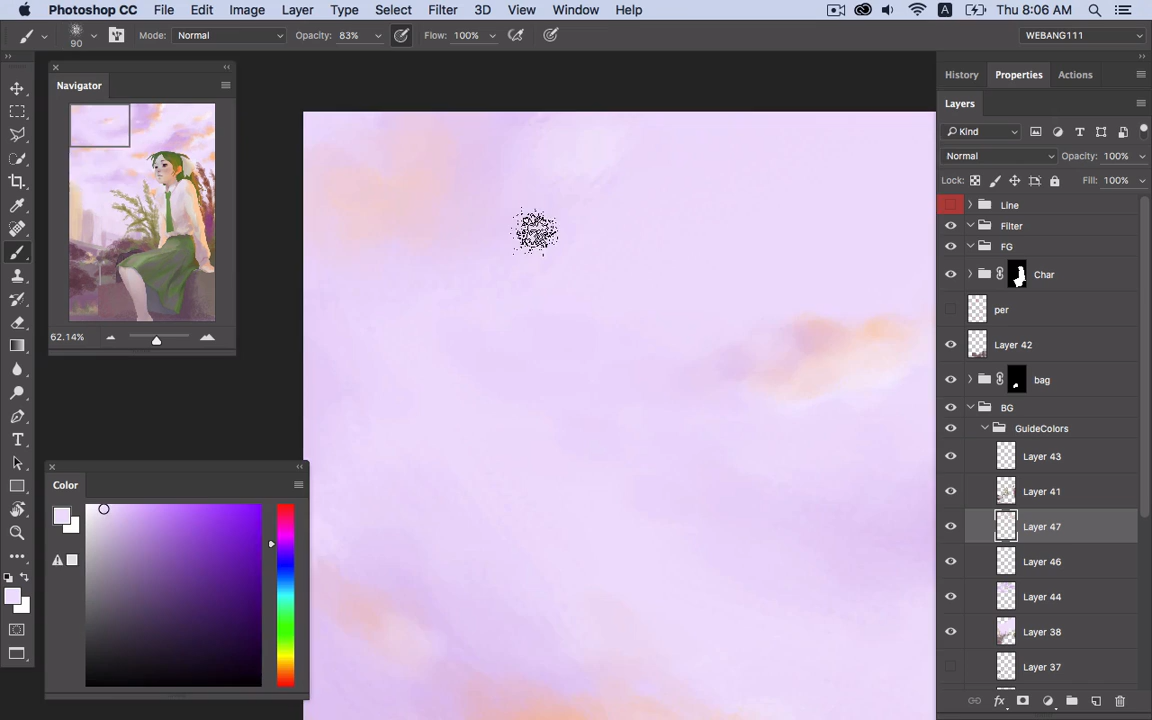 Photoshop CC File Edit Image Layer Type Select Filter 3D View Window Help A Thu 8:06 AM
90 Mode: Normal Opacity: 83% Flow: 100% WEBANG111
Navigator
62.14%
Color
History Properties Actions
Layers
Kind
Normal Opacity: 100%
Lock: Fill: 100%
LIne
FIlter
FG
Char
per
Layer 42
bag
BG
GuideColors
Layer 43
Layer 41
Layer 47
Layer 46
Layer 44
Layer 38
Layer 37